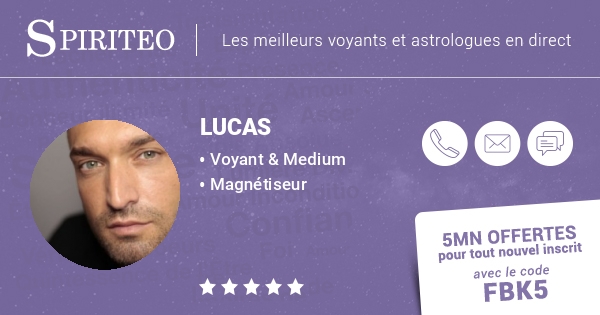 SPIRITEO
Les meilleurs voyants et astrologues en direct
LUCAS
• Voyant & Medium
• Magnétiseur
5MN OFFERTES
pour tout nouvel inscrit
avec le code
FBK5